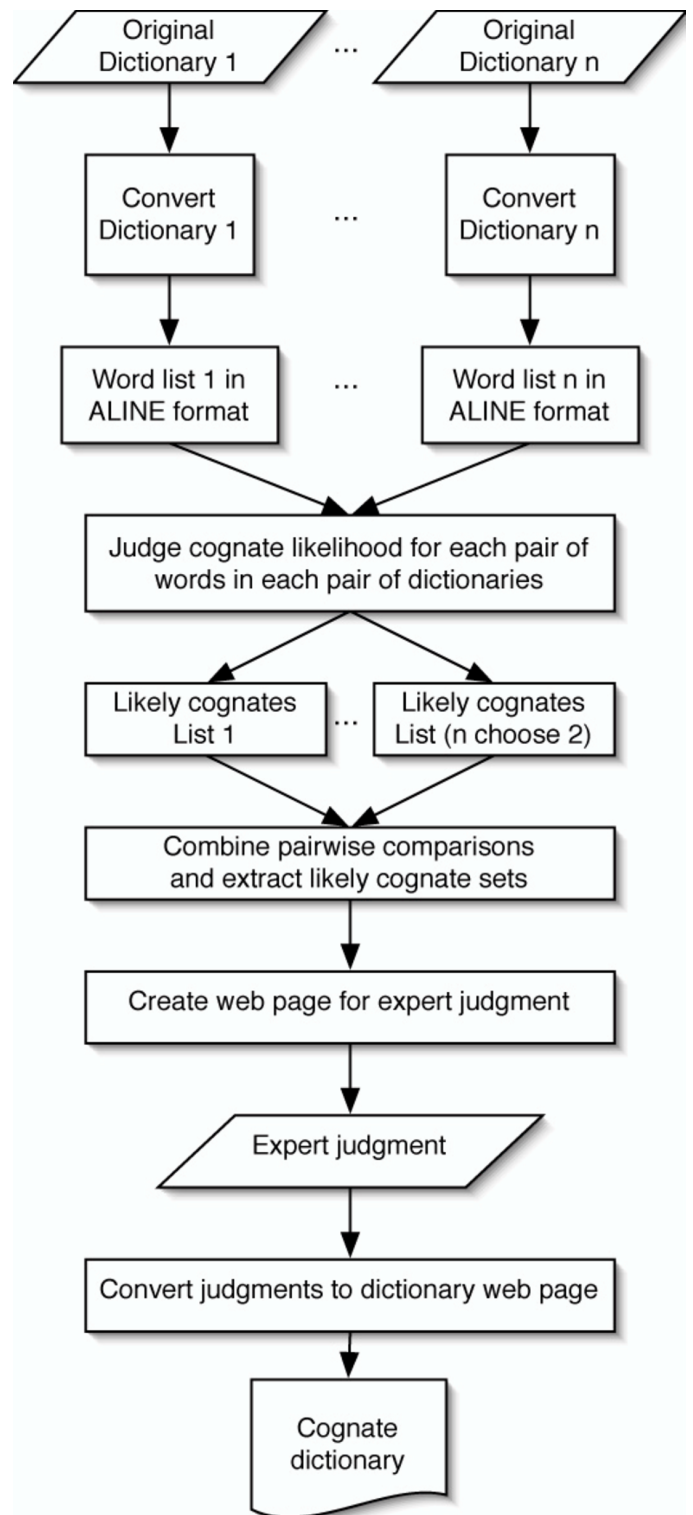 Original
Dictionary 1
...
Original
Dictionary n
Convert
Dictionary 1
...
Convert
Dictionary n
Word list 1 in
ALINE format
...
Word list n in
ALINE format
Judge cognate likelihood for each pair of
words in each pair of dictionaries
Likely cognates
List 1
...
Likely cognates
List (n choose 2)
Combine pairwise comparisons
and extract likely cognate sets
Create web page for expert judgment
Expert judgment
Convert judgments to dictionary web page
Cognate
dictionary